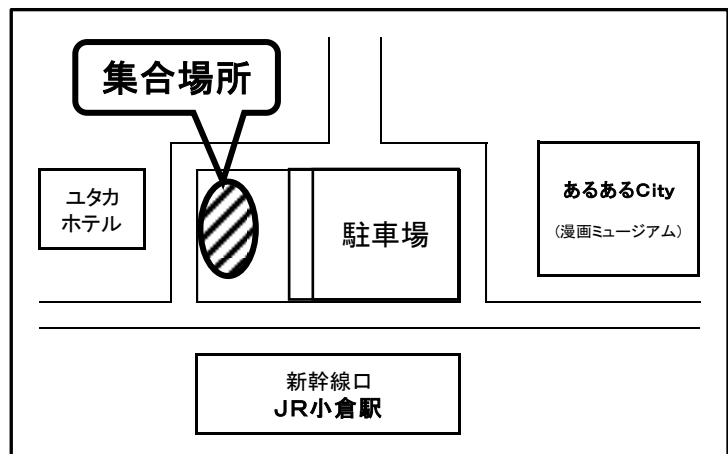 集合場所
ユタカ
ホテル
駐車場
あるあるCity
（漫画ミュージアム）
新幹線口
ＪＲ小倉駅